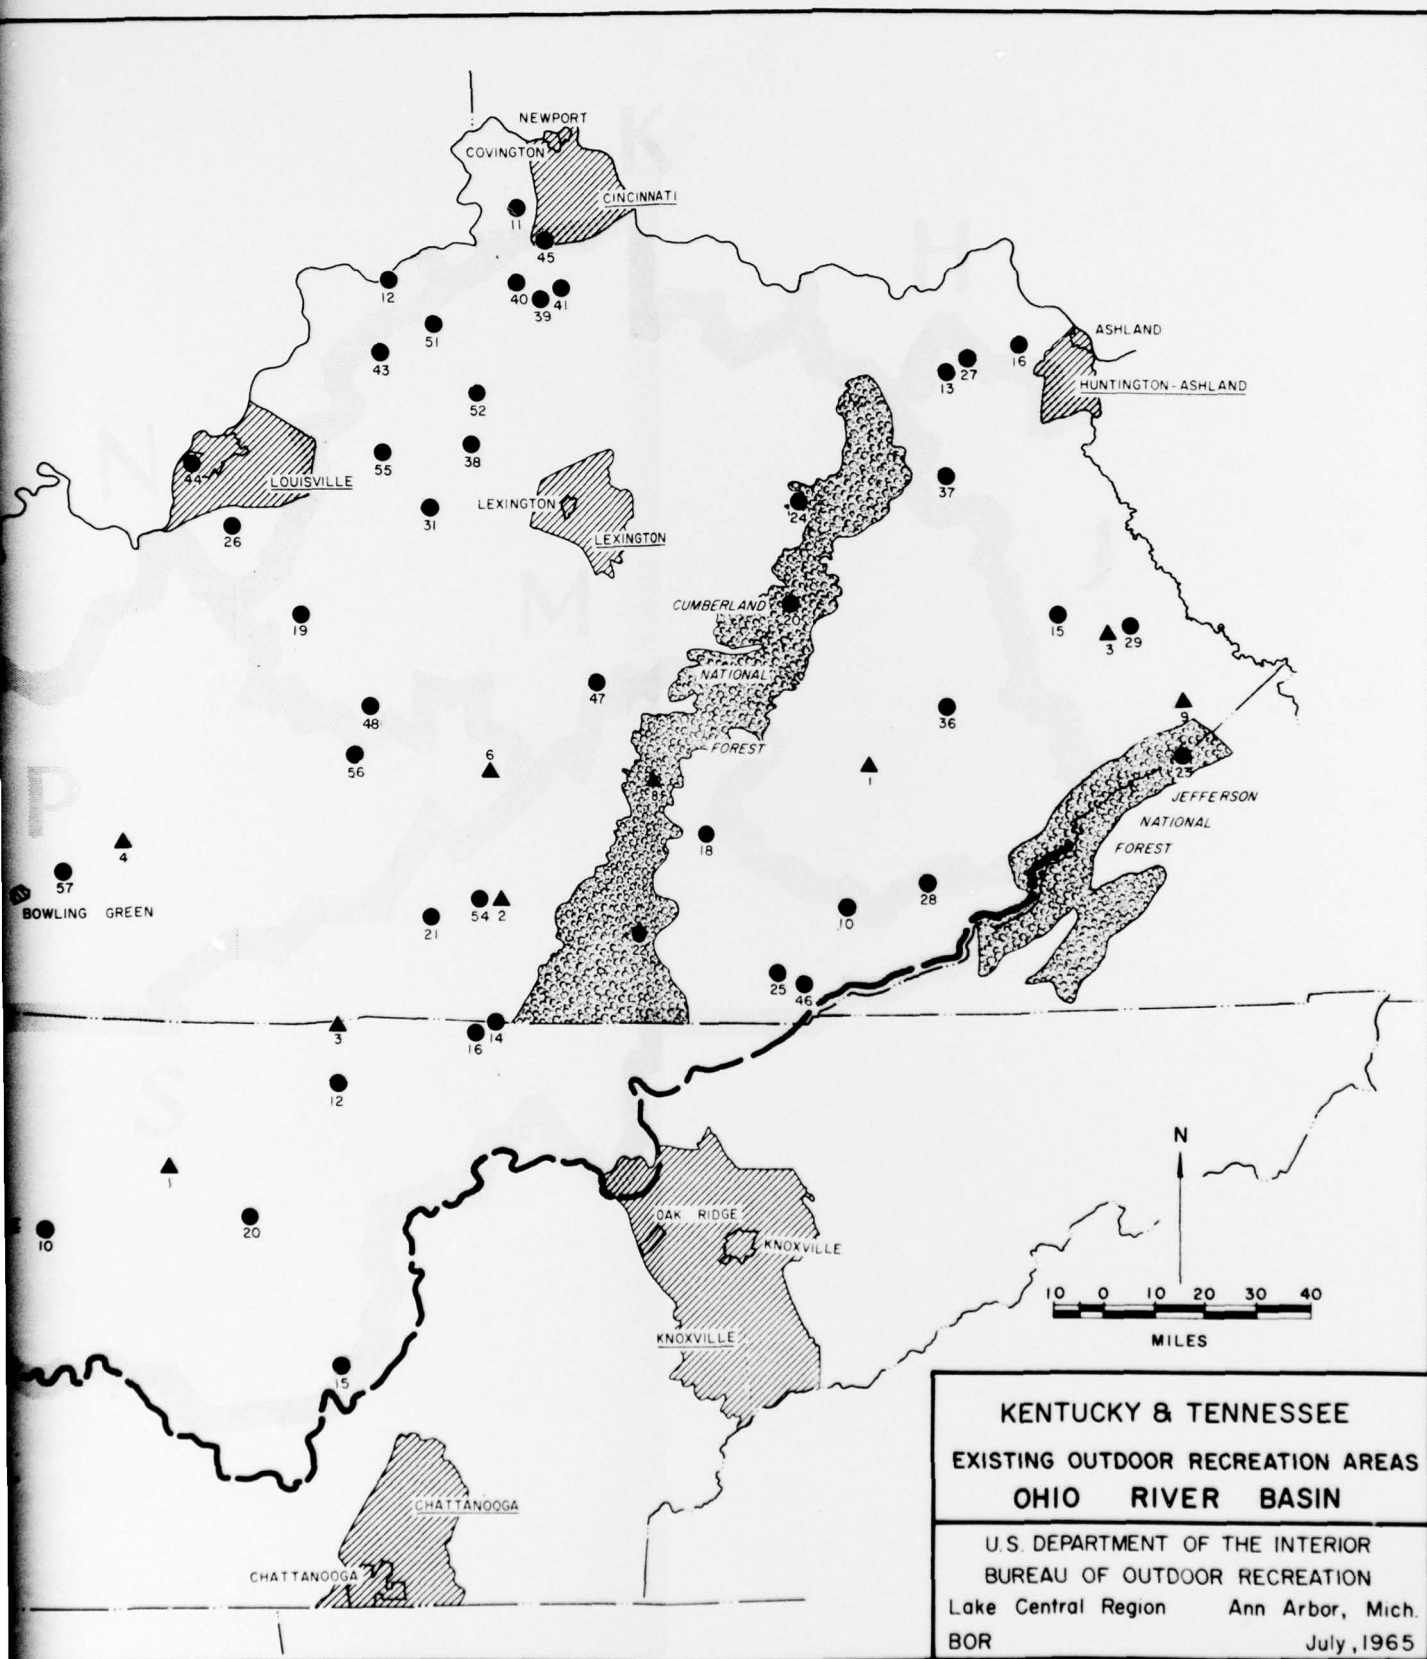 NEWPORT
COVINGTON
CINCINNATI
11
45
12
40
41
39
51
43
ASHLAND
16
27
13
HUNTINGTON-ASHLAND
52
38
55
44
LOUISVILLE
37
LEXINGTON
31
24
26
LEXINGTON
CUMBERLAND
20
19
15
3
29
NATIONAL
47
48
36
9
FOREST
6
56
1
8
23
JEFFERSON
NATIONAL
FOREST
4
18
57
28
BOWLING GREEN
54 2
21
10
22
25
46
3
14
16
12
N
1
OAK RIDGE
20
10
KNOXVILLE
10 0 10 20 30 40
MILES
KNOXVILLE
15
CHATTANOOGA
CHATTANOOGA
KENTUCKY & TENNESSEE
EXISTING OUTDOOR RECREATION AREAS
OHIO RIVER BASIN
U.S. DEPARTMENT OF THE INTERIOR
BUREAU OF OUTDOOR RECREATION
Lake Central Region Ann Arbor, Mich.
BOR July, 1965